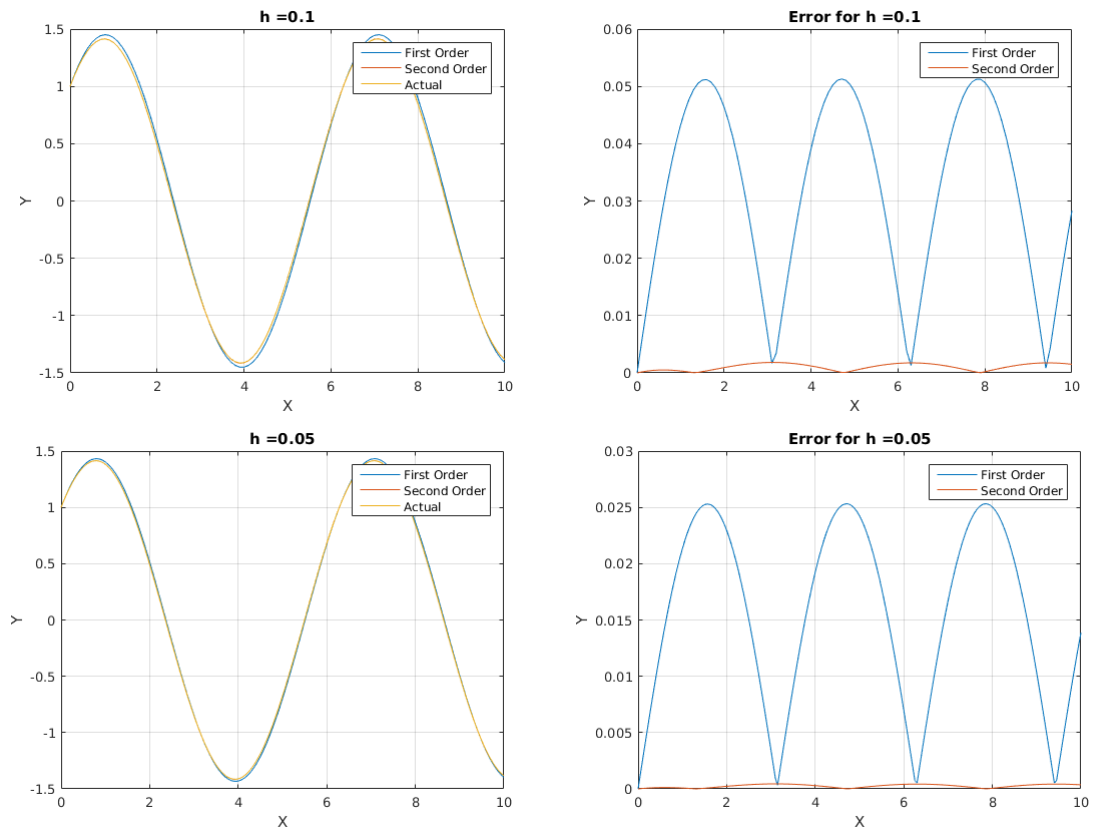 h =0.1
1.5
1
0.5
0
-0.5
-1
-1.5
0
2
4
6
8
10
X
Y
First Order
Second Order
Actual
Error for h =0.1
0.06
0.05
0.04
0.03
0.02
0.01
0
0
2
4
6
8
10
X
Y
First Order
Second Order
h =0.05
1.5
1
0.5
0
-0.5
-1
-1.5
0
2
4
6
8
10
X
Y
First Order
Second Order
Actual
Error for h =0.05
0.03
0.025
0.02
0.015
0.01
0.005
0
0
2
4
6
8
10
X
Y
First Order
Second Order